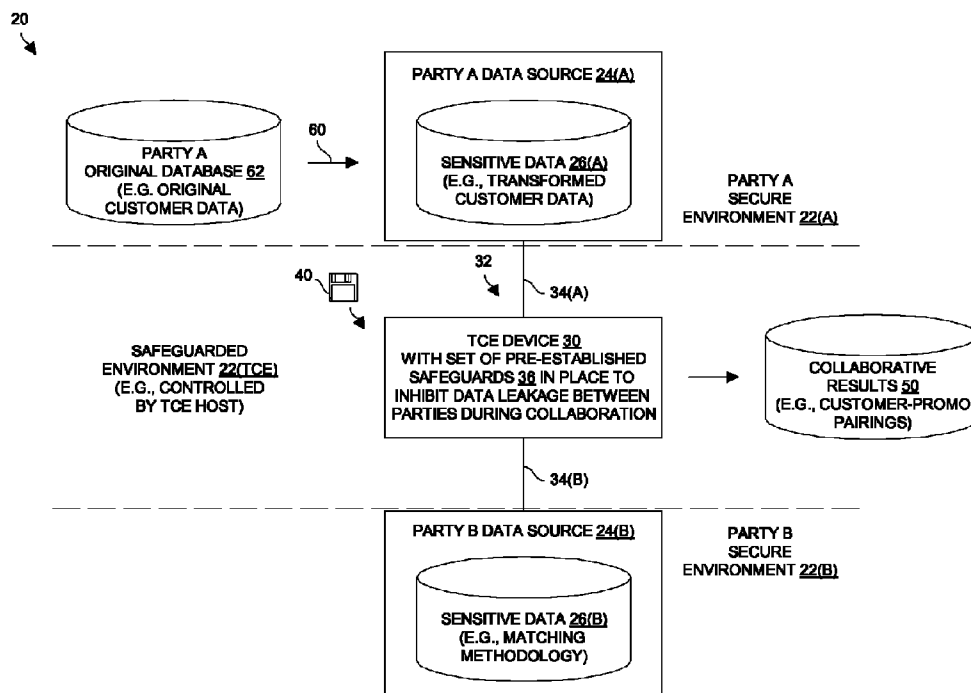 20
PARTY A DATA SOURCE 24(A)
PARTY A
ORIGINAL DATABASE 62
(E.G. ORIGINAL
CUSTOMER DATA)
60
SENSITIVE DATA 26(A)
(E.G., TRANSFORMED
CUSTOMER DATA)
PARTY A
SECURE
ENVIRONMENT 22(A)
40
32
34(A)
SAFEGUARDED
ENVIRONMENT 22(TCE)
(E.G., CONTROLLED
BY TCE HOST)
TCE DEVICE 30
WITH SET OF PRE-ESTABLISHED
SAFEGUARDS 36 IN PLACE TO
INHIBIT DATA LEAKAGE BETWEEN
PARTIES DURING COLLABORATION
COLLABORATIVE
RESULTS 50
(E.G., CUSTOMER-PROMO
PAIRINGS)
34(B)
PARTY B DATA SOURCE 24(B)
PARTY B
SECURE
ENVIRONMENT 22(B)
SENSITIVE DATA 26(B)
(E.G., MATCHING
METHODOLOGY)